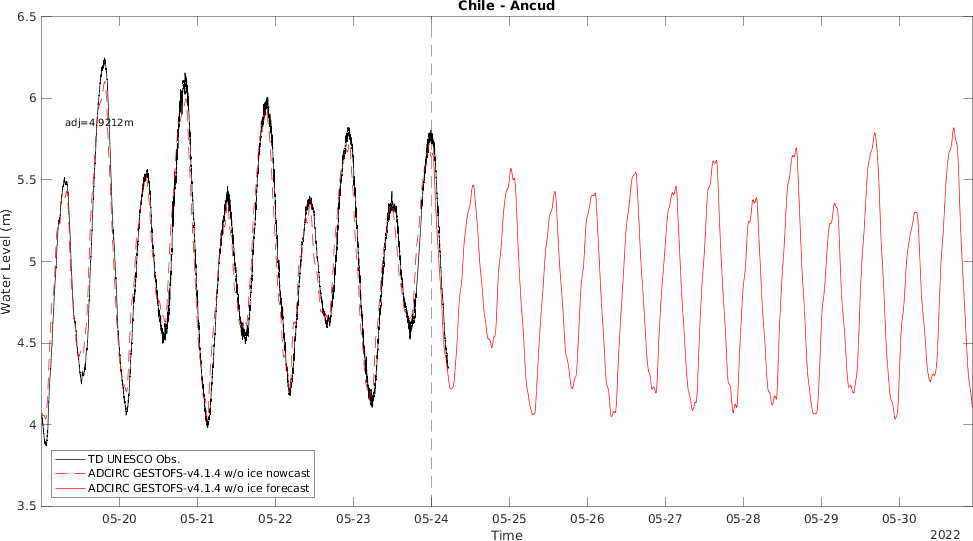 Chile - Ancud
6.5
6
5.5
5
4.5
4
3.5
Water Level (m)
adj=4.9212m
TD UNESCO Obs.
ADCIRC GESTOFS-v4.1.4 w/o ice nowcast
ADCIRC GESTOFS-v4.1.4 w/o ice forecast
05-20 05-21 05-22 05-23 05-24 05-25 05-26 05-27 05-28 05-29 05-30
Time
2022